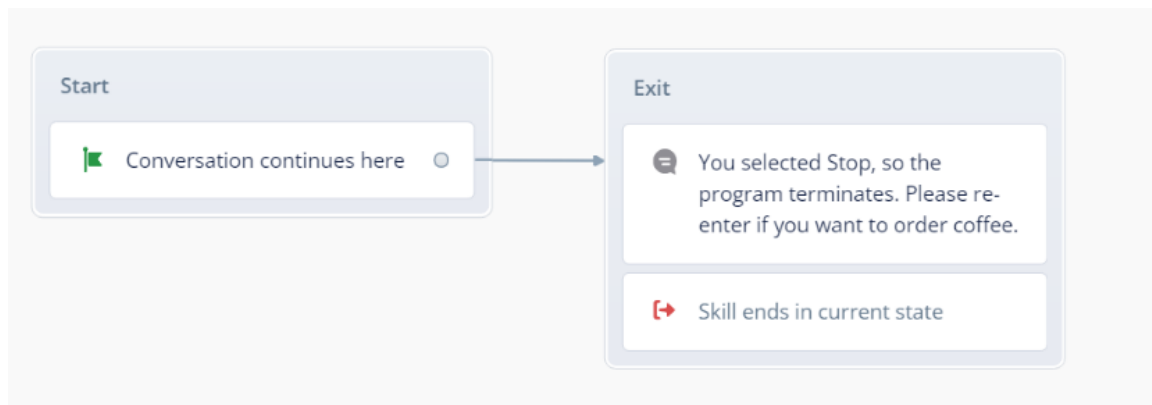 Start
Conversation continues here
Exit
You selected Stop, so the
program terminates. Please re-
enter if you want to order coffee.
Skill ends in current state